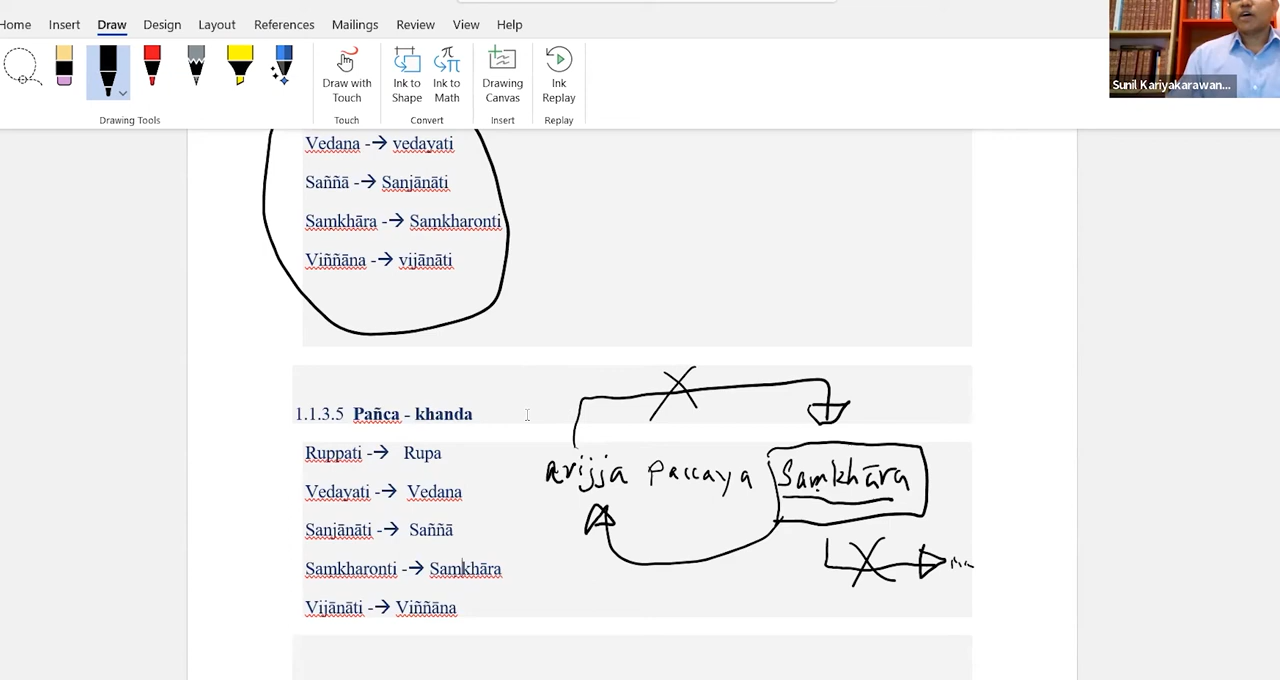 Home Insert Draw Design Layout References Mailings Review View Help
Draw with Touch
Ink to Shape
Ink to Math
Drawing Canvas
Ink Replay
Drawing Tools Touch Convert Insert Replay
Sunil Kariyakarawan...
Vedana -→ vedayati
Saññā -→ Sanjānāti
Samkhāra -→ Samkharonti
Viññāna -→ vijānāti
1.1.3.5 Pañca - khanda
Ruppati -→ Rupa
Vedayati -→ Vedana
Sanjānāti -→ Saññā
Samkharonti -→ Samkhāra
Vijānāti -→ Viññāna
Avijja Paccaya Saṃkhāra